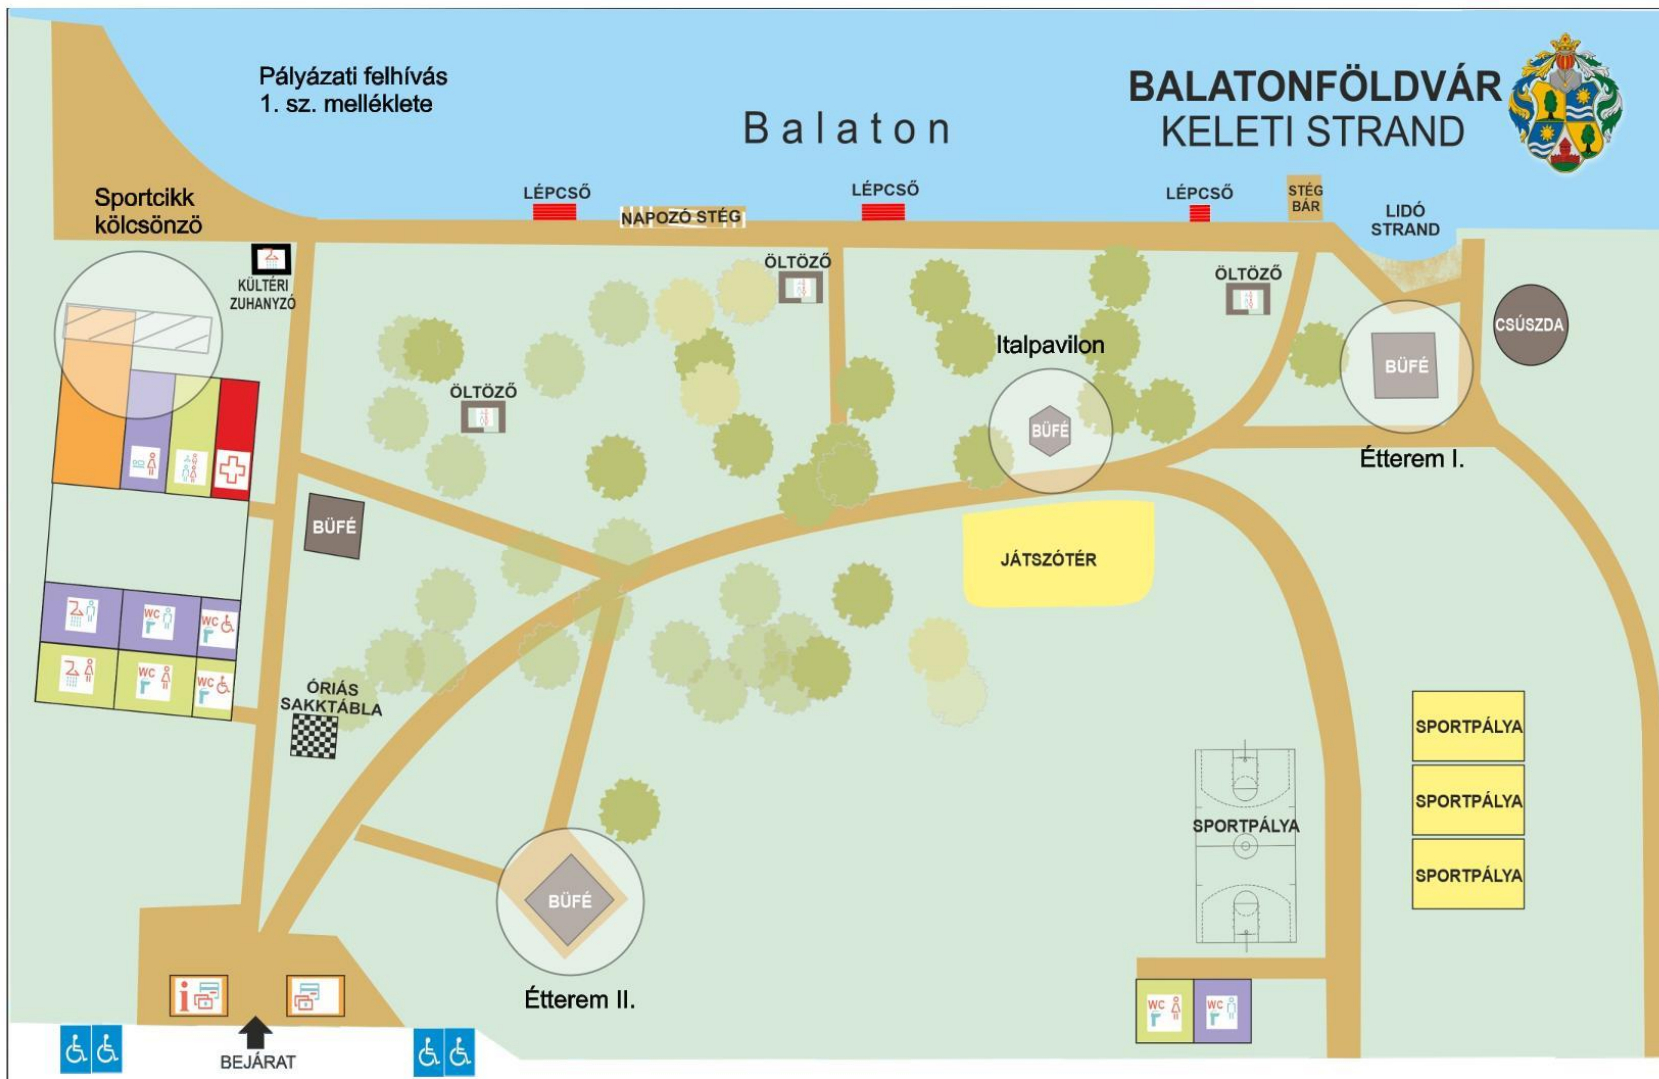 Pályázati felhívás
1. sz. melléklete
Balaton
BALATONFÖLDVÁR
KELETI STRAND
Sportcikk
kölcsönzö
LÉPCSŐ
NAPOZÓ STÉG
LÉPCSŐ
LÉPCSŐ
STÉG
BÁR
LIDÓ
STRAND
KÜLTÉRI
ZUHANYZÓ
ÖLTÖZŐ
ÖLTÖZŐ
CSÚSZDA
Italpavilon
BÜFÉ
ÖLTÖZŐ
BÜFÉ
Étterem I.
BÜFÉ
JÁTSZÓTÉR
WC
WC
WC
WC
ÓRIÁS
SAKKTÁBLA
SPORTPÁLYA
SPORTPÁLYA
SPORTPÁLYA
SPORTPÁLYA
BÜFÉ
Étterem II.
i
WC
WC
BEJÁRAT